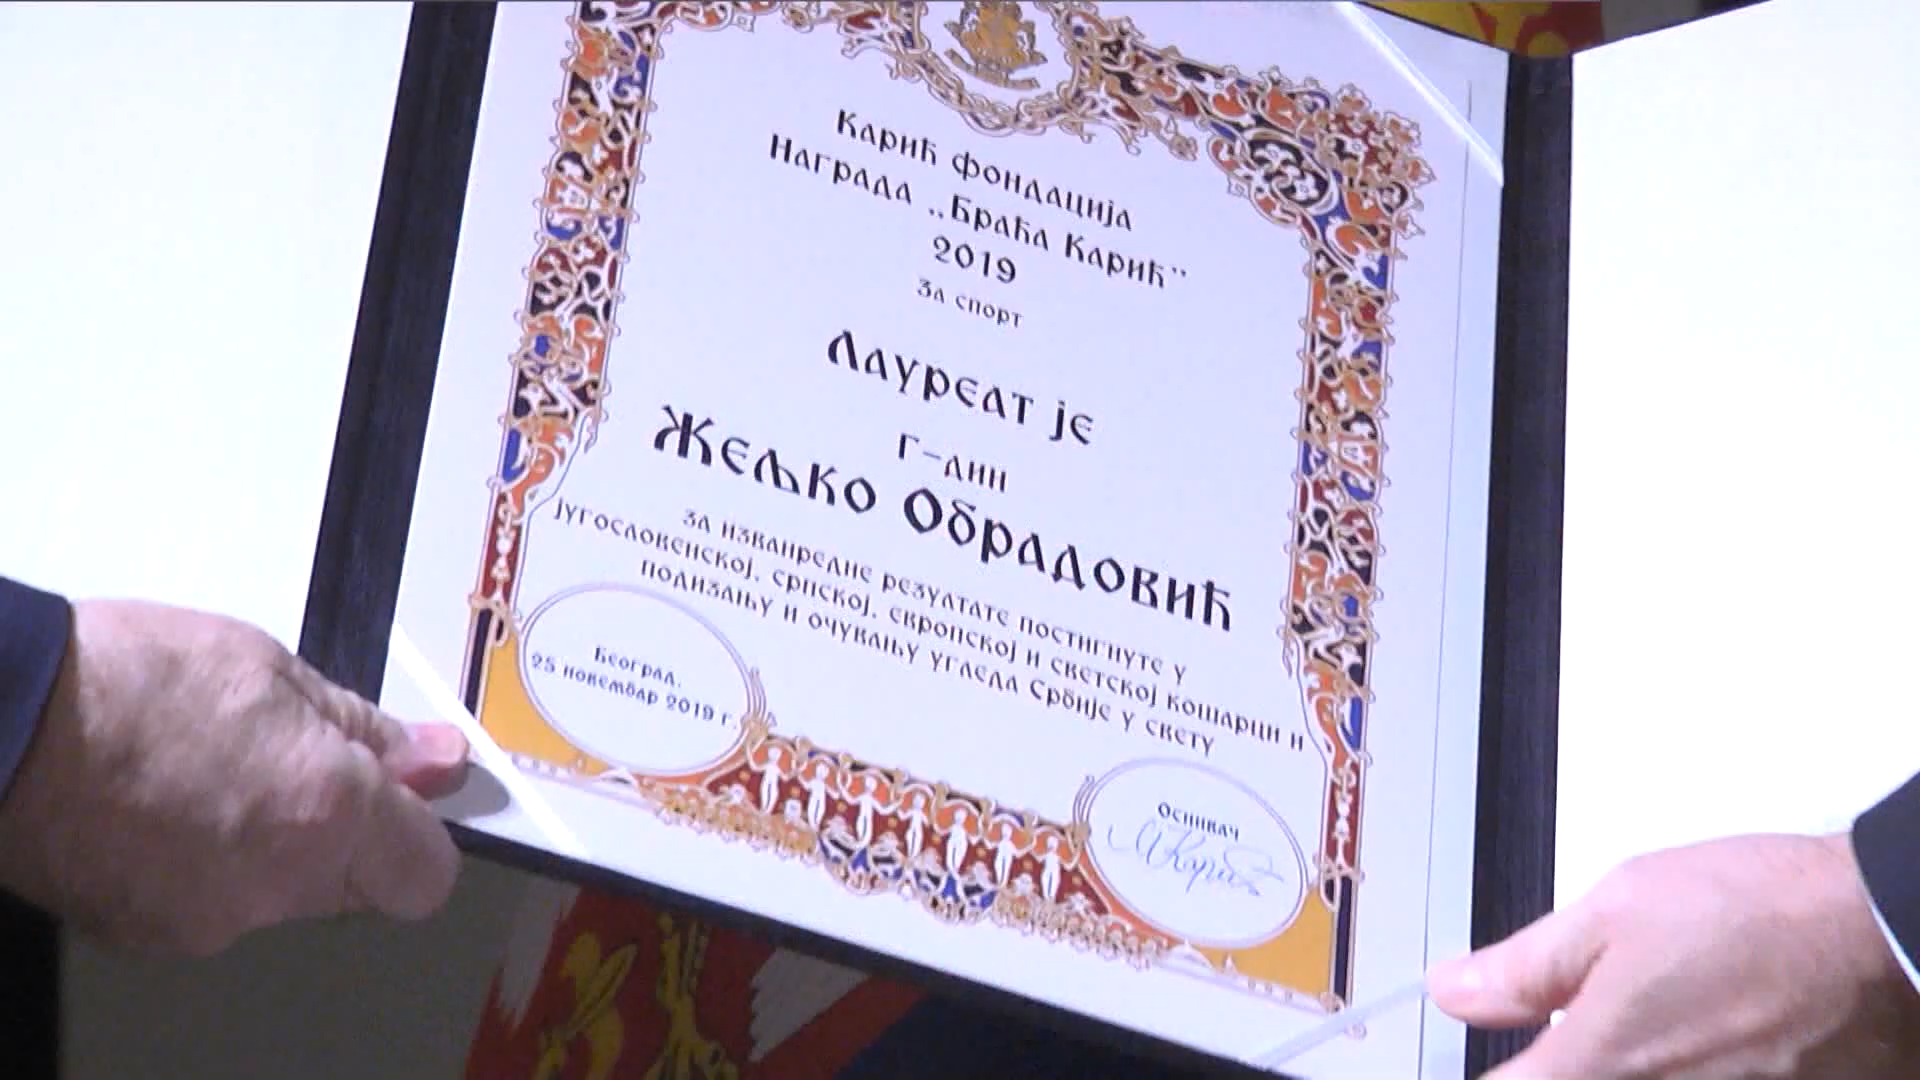 Карић фондација
Награда „Браћа Карић”
2019
За спорт
Лауреат је
г-дин
Жељко Обрадовић
за изванредне резултате постигнуте у
југословенској, српској, европској и светској кошарци и
подизању и очувању угледа Србије у свету
Београд,
25 новембар 2019 г.
Оснивач